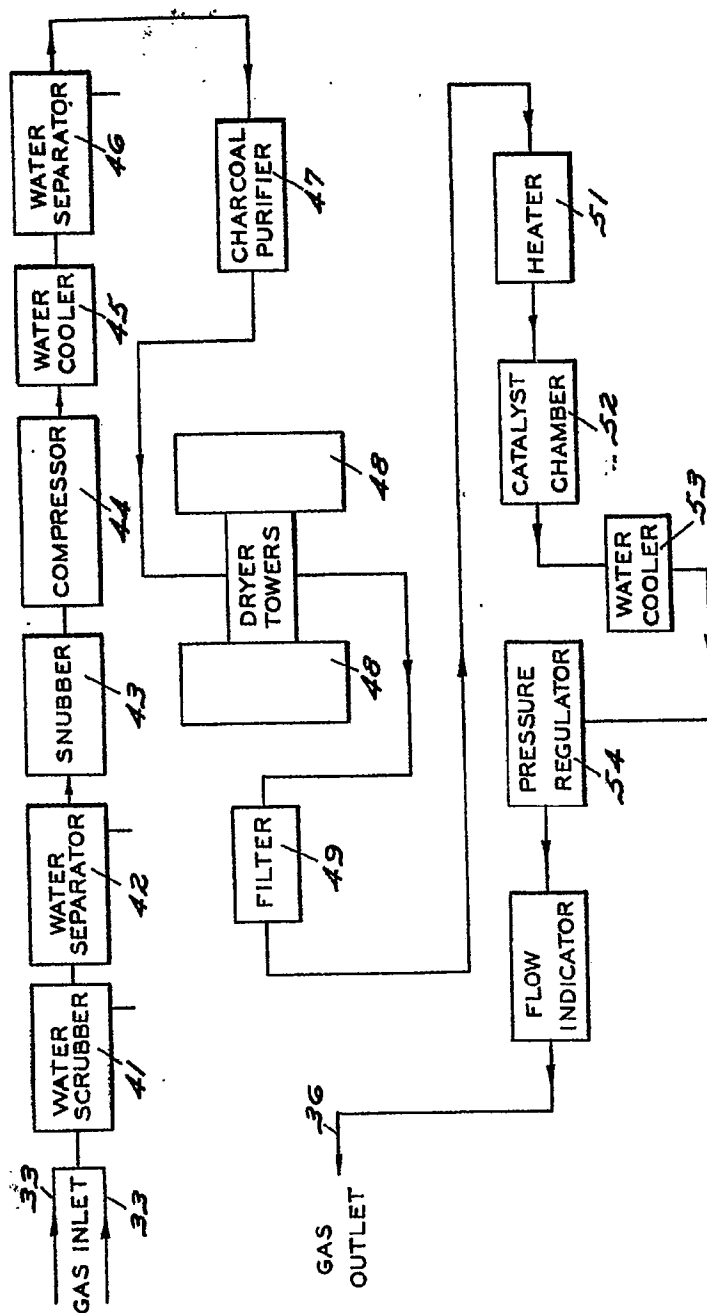 33
GAS INLET
33
WATER
SCRUBBER
41
WATER
SEPARATOR
42
SNUBBER
43
COMPRESSOR
44
WATER
COOLER
45
WATER
SEPARATOR
46
CHARCOAL
PURIFIER
47
48
DRYER
TOWERS
48
FILTER
49
HEATER
51
CATALYST
CHAMBER
52
WATER
COOLER
53
PRESSURE
REGULATOR
54
FLOW
INDICATOR
36
GAS
OUTLET